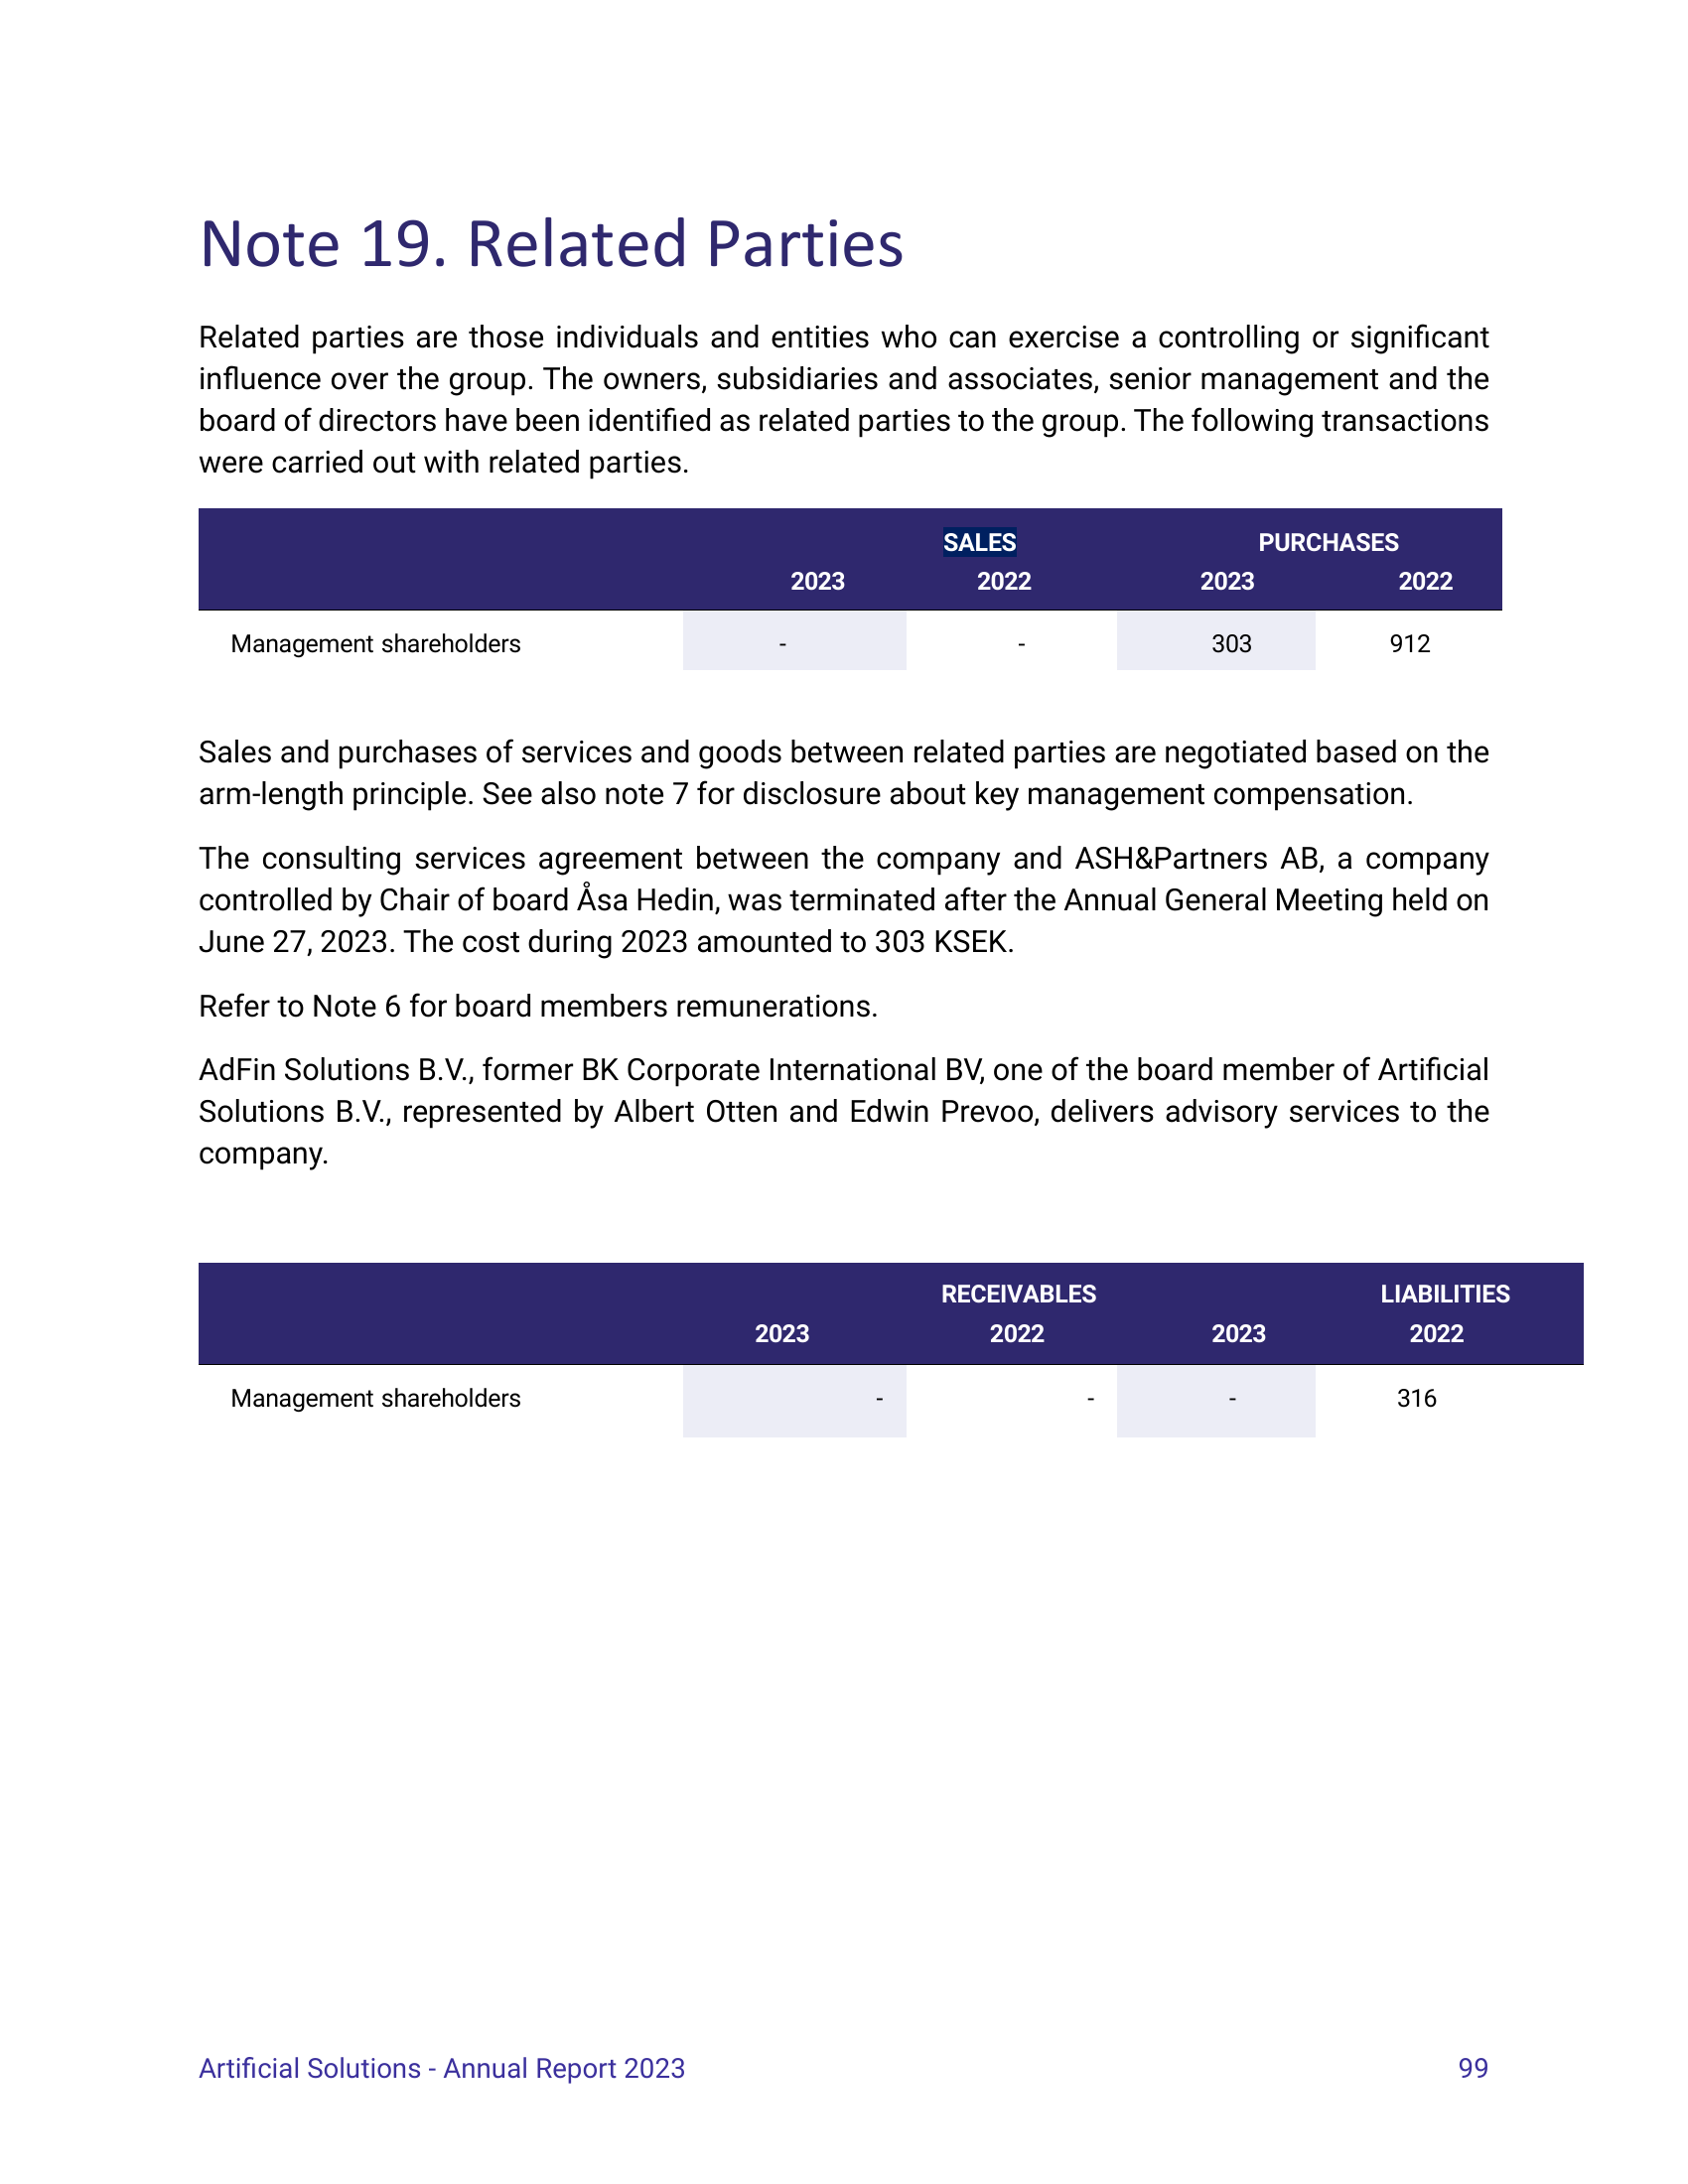 Note 19. Related Parties
Related parties are those individuals and entities who can exercise a controlling or significant
influence over the group. The owners, subsidiaries and associates, senior management and the
board of directors have been identified as related parties to the group. The following transactions
were carried out with related parties.
SALES PURCHASES
2023 2022 2023 2022
Management shareholders - - 303 912
Sales and purchases of services and goods between related parties are negotiated based on the
arm-length principle. See also note 7 for disclosure about key management compensation.
The consulting services agreement between the company and ASH&Partners AB, a company
controlled by Chair of board Åsa Hedin, was terminated after the Annual General Meeting held on
June 27, 2023. The cost during 2023 amounted to 303 KSEK.
Refer to Note 6 for board members remunerations.
AdFin Solutions B.V., former BK Corporate International BV, one of the board member of Artificial
Solutions B.V., represented by Albert Otten and Edwin Prevoo, delivers advisory services to the
company.
RECEIVABLES LIABILITIES
2023 2022 2023 2022
Management shareholders - - - 316
Artificial Solutions - Annual Report 2023 99